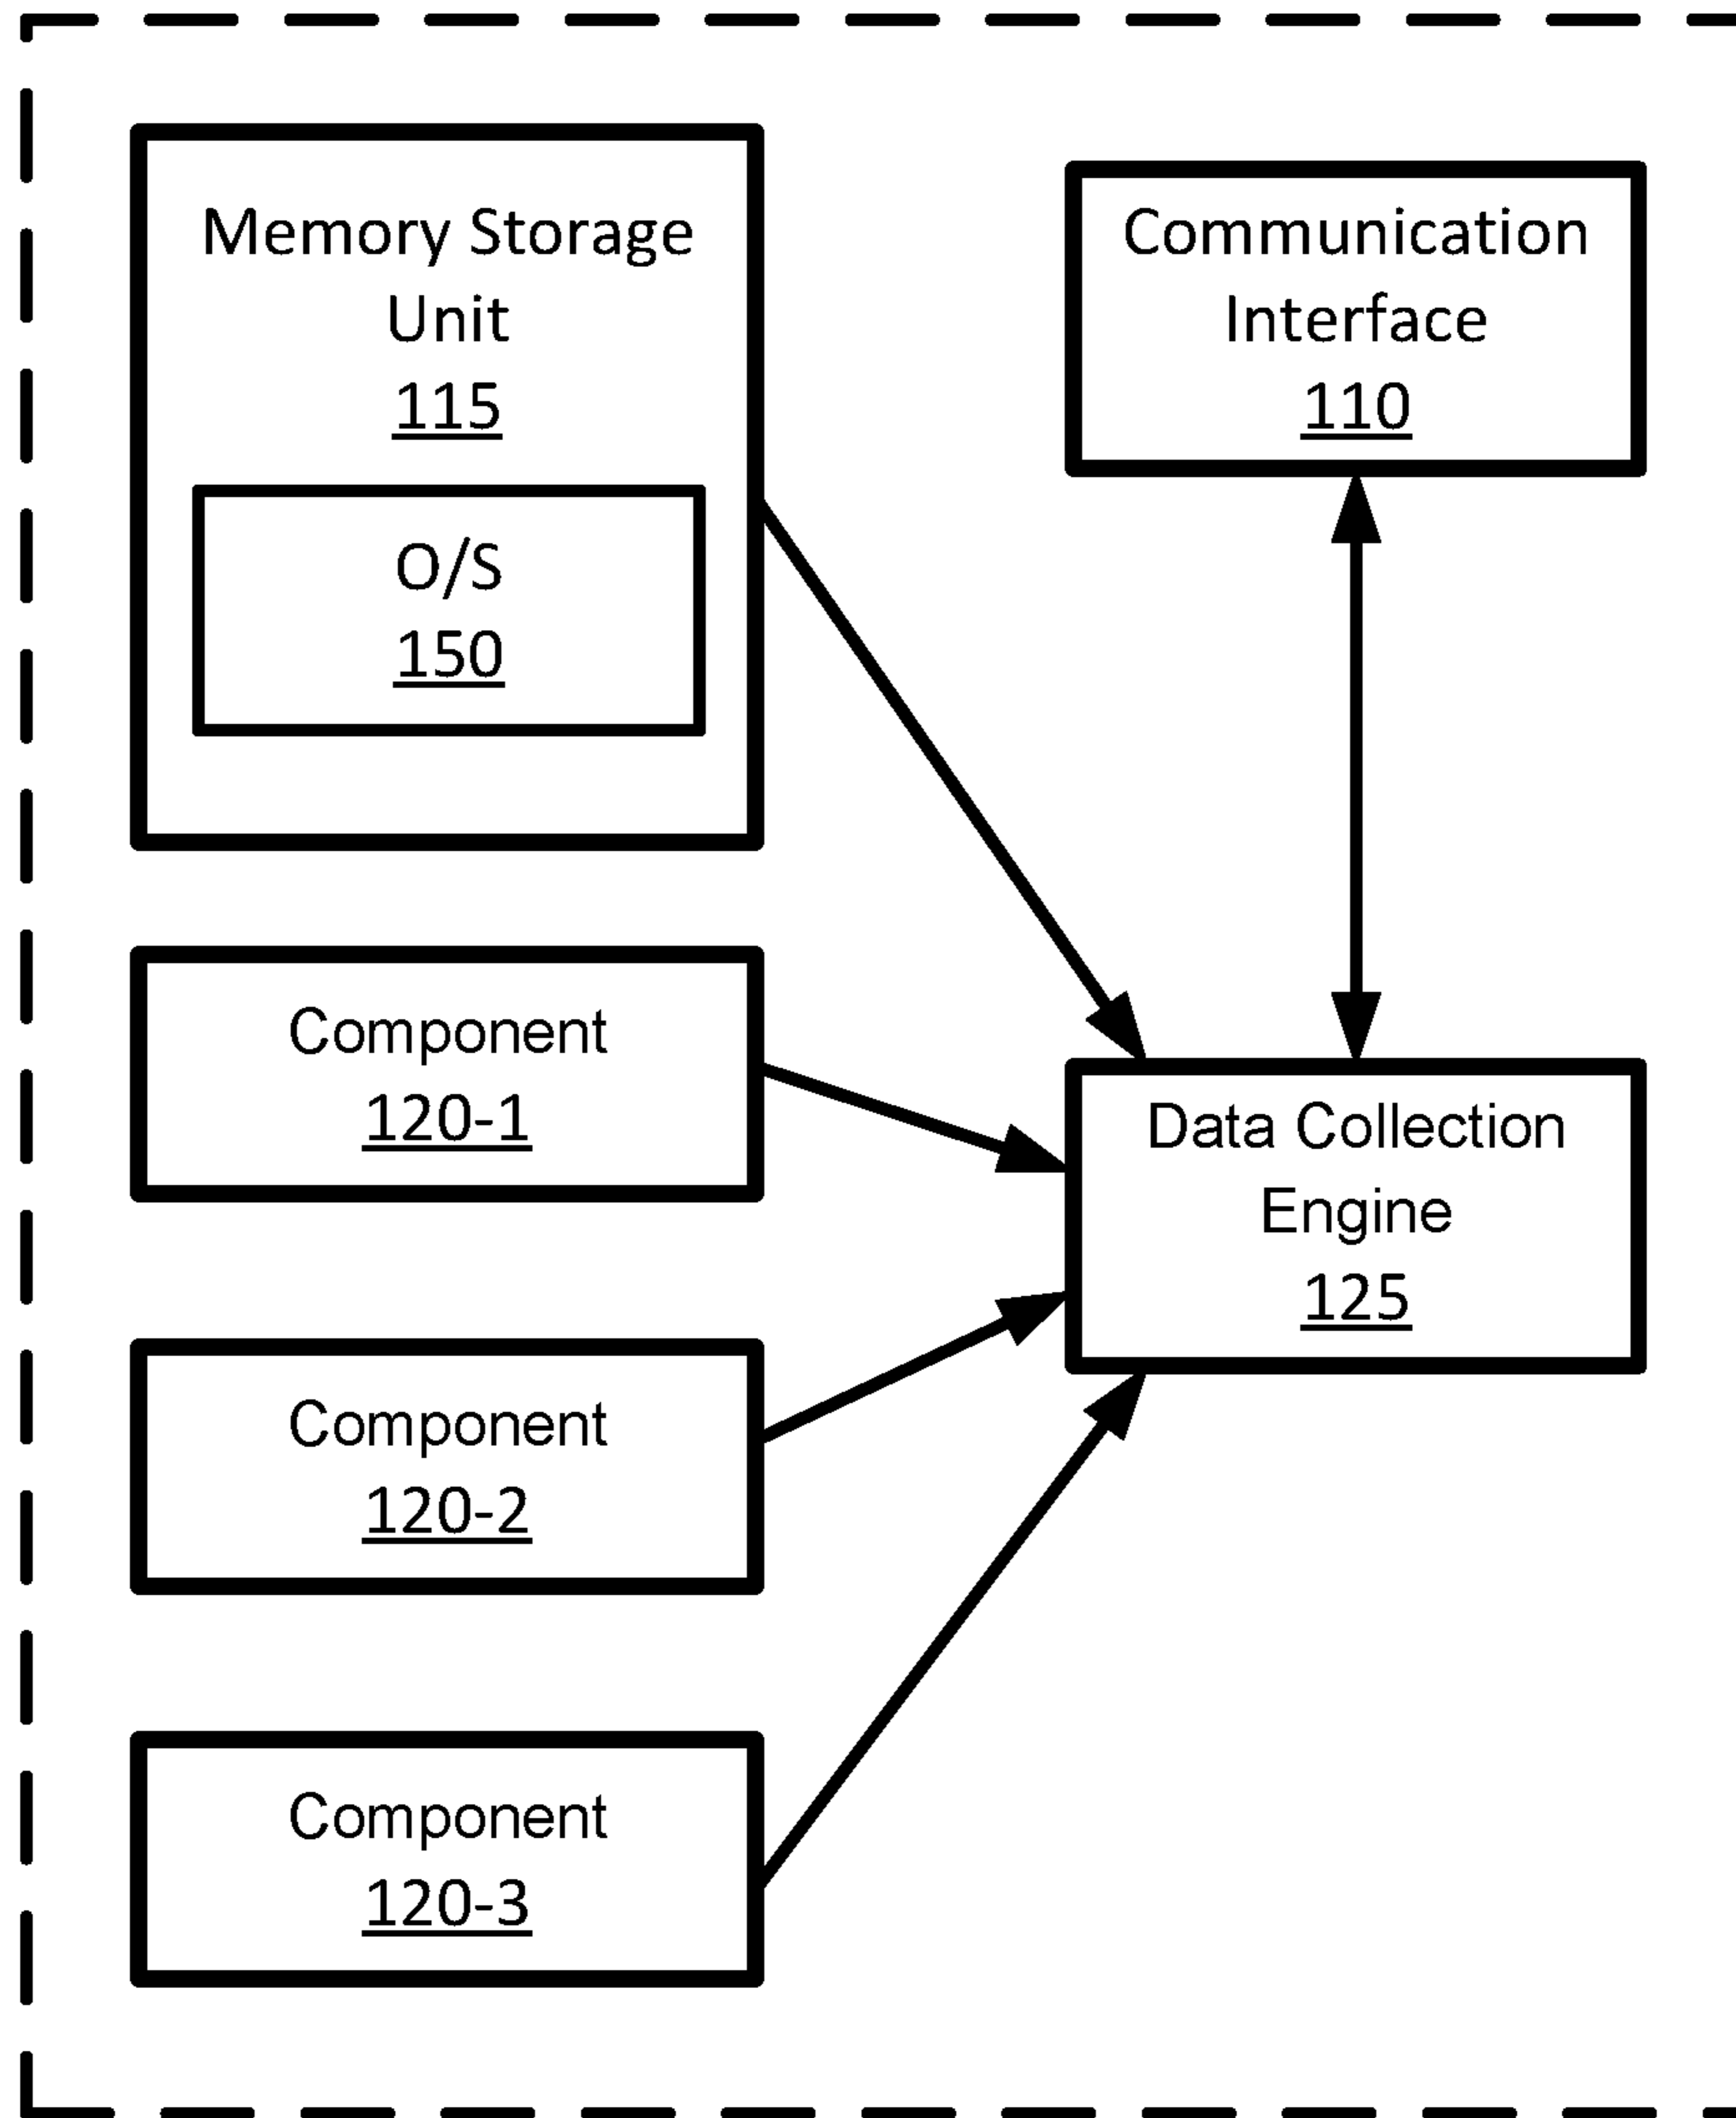 Memory Storage
Unit
115
O/S
150
Communication
Interface
110
Component
120-1
Data Collection
Engine
125
Component
120-2
Component
120-3